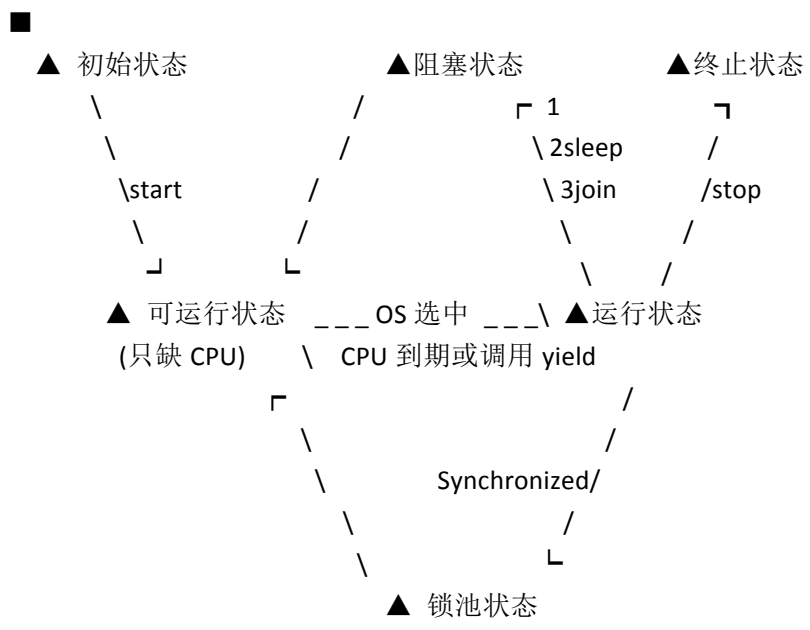 ■
▲ 初始状态 ▲阻塞状态 ▲终止状态
\ / ┌ 1 ┐
\ / \ 2sleep /
\start / \ 3join /stop
\ / \ /
┘ └ \ /
▲ 可运行状态 _ _ _ OS 选中 _ _ _\ ▲运行状态
(只缺 CPU) \ CPU 到期或调用 yield
┌ /
\ /
\ Synchronized/
\ /
\ └
▲ 锁池状态